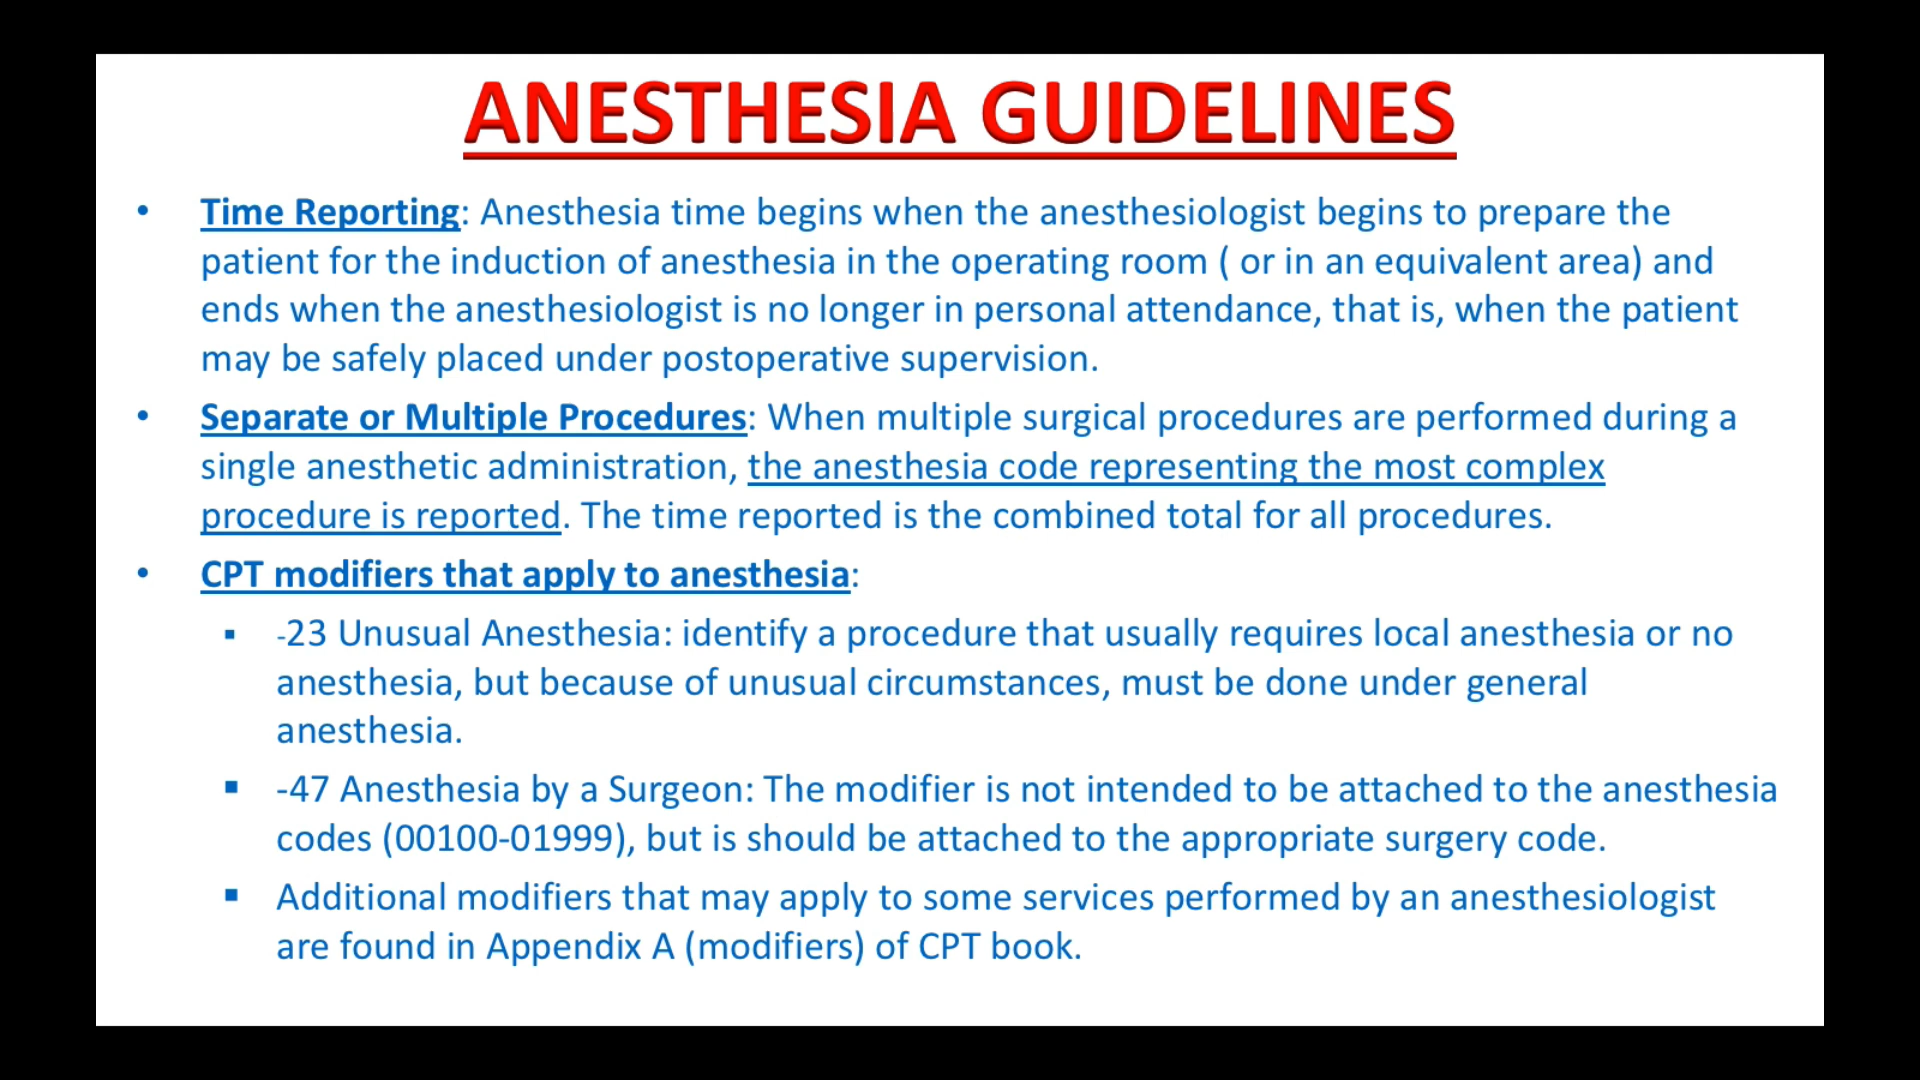 ANESTHESIA GUIDELINES
• Time Reporting: Anesthesia time begins when the anesthesiologist begins to prepare the
patient for the induction of anesthesia in the operating room ( or in an equivalent area) and
ends when the anesthesiologist is no longer in personal attendance, that is, when the patient
may be safely placed under postoperative supervision.
• Separate or Multiple Procedures: When multiple surgical procedures are performed during a
single anesthetic administration, the anesthesia code representing the most complex
procedure is reported. The time reported is the combined total for all procedures.
• CPT modifiers that apply to anesthesia:
▪ -23 Unusual Anesthesia: identify a procedure that usually requires local anesthesia or no
anesthesia, but because of unusual circumstances, must be done under general
anesthesia.
▪ -47 Anesthesia by a Surgeon: The modifier is not intended to be attached to the anesthesia
codes (00100-01999), but is should be attached to the appropriate surgery code.
▪ Additional modifiers that may apply to some services performed by an anesthesiologist
are found in Appendix A (modifiers) of CPT book.